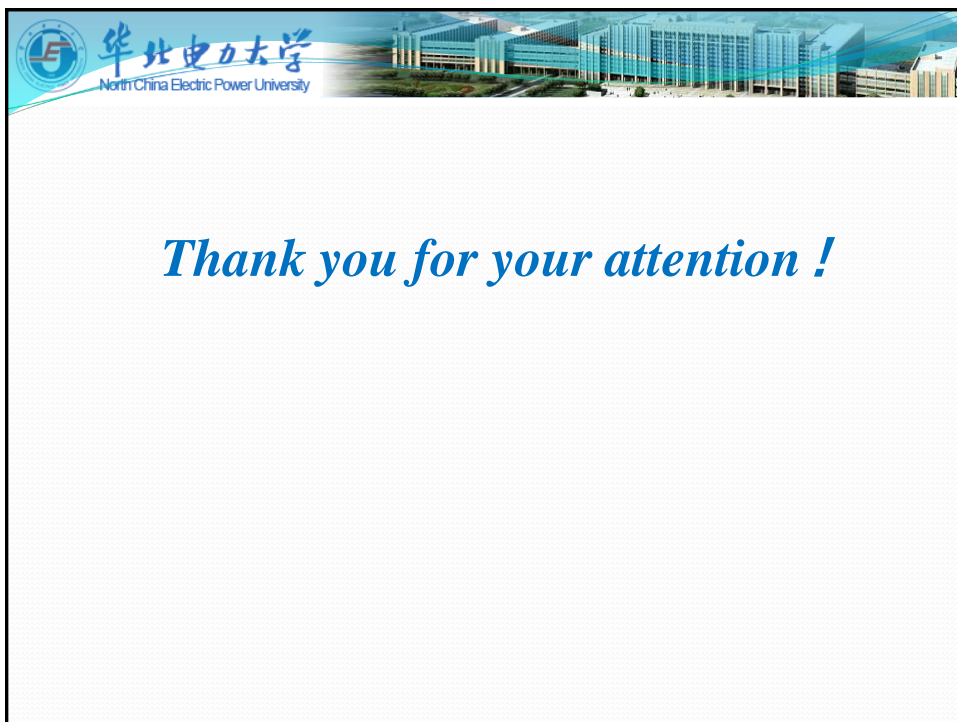 华北电力大学
North China Electric Power University
Thank you for your attention！